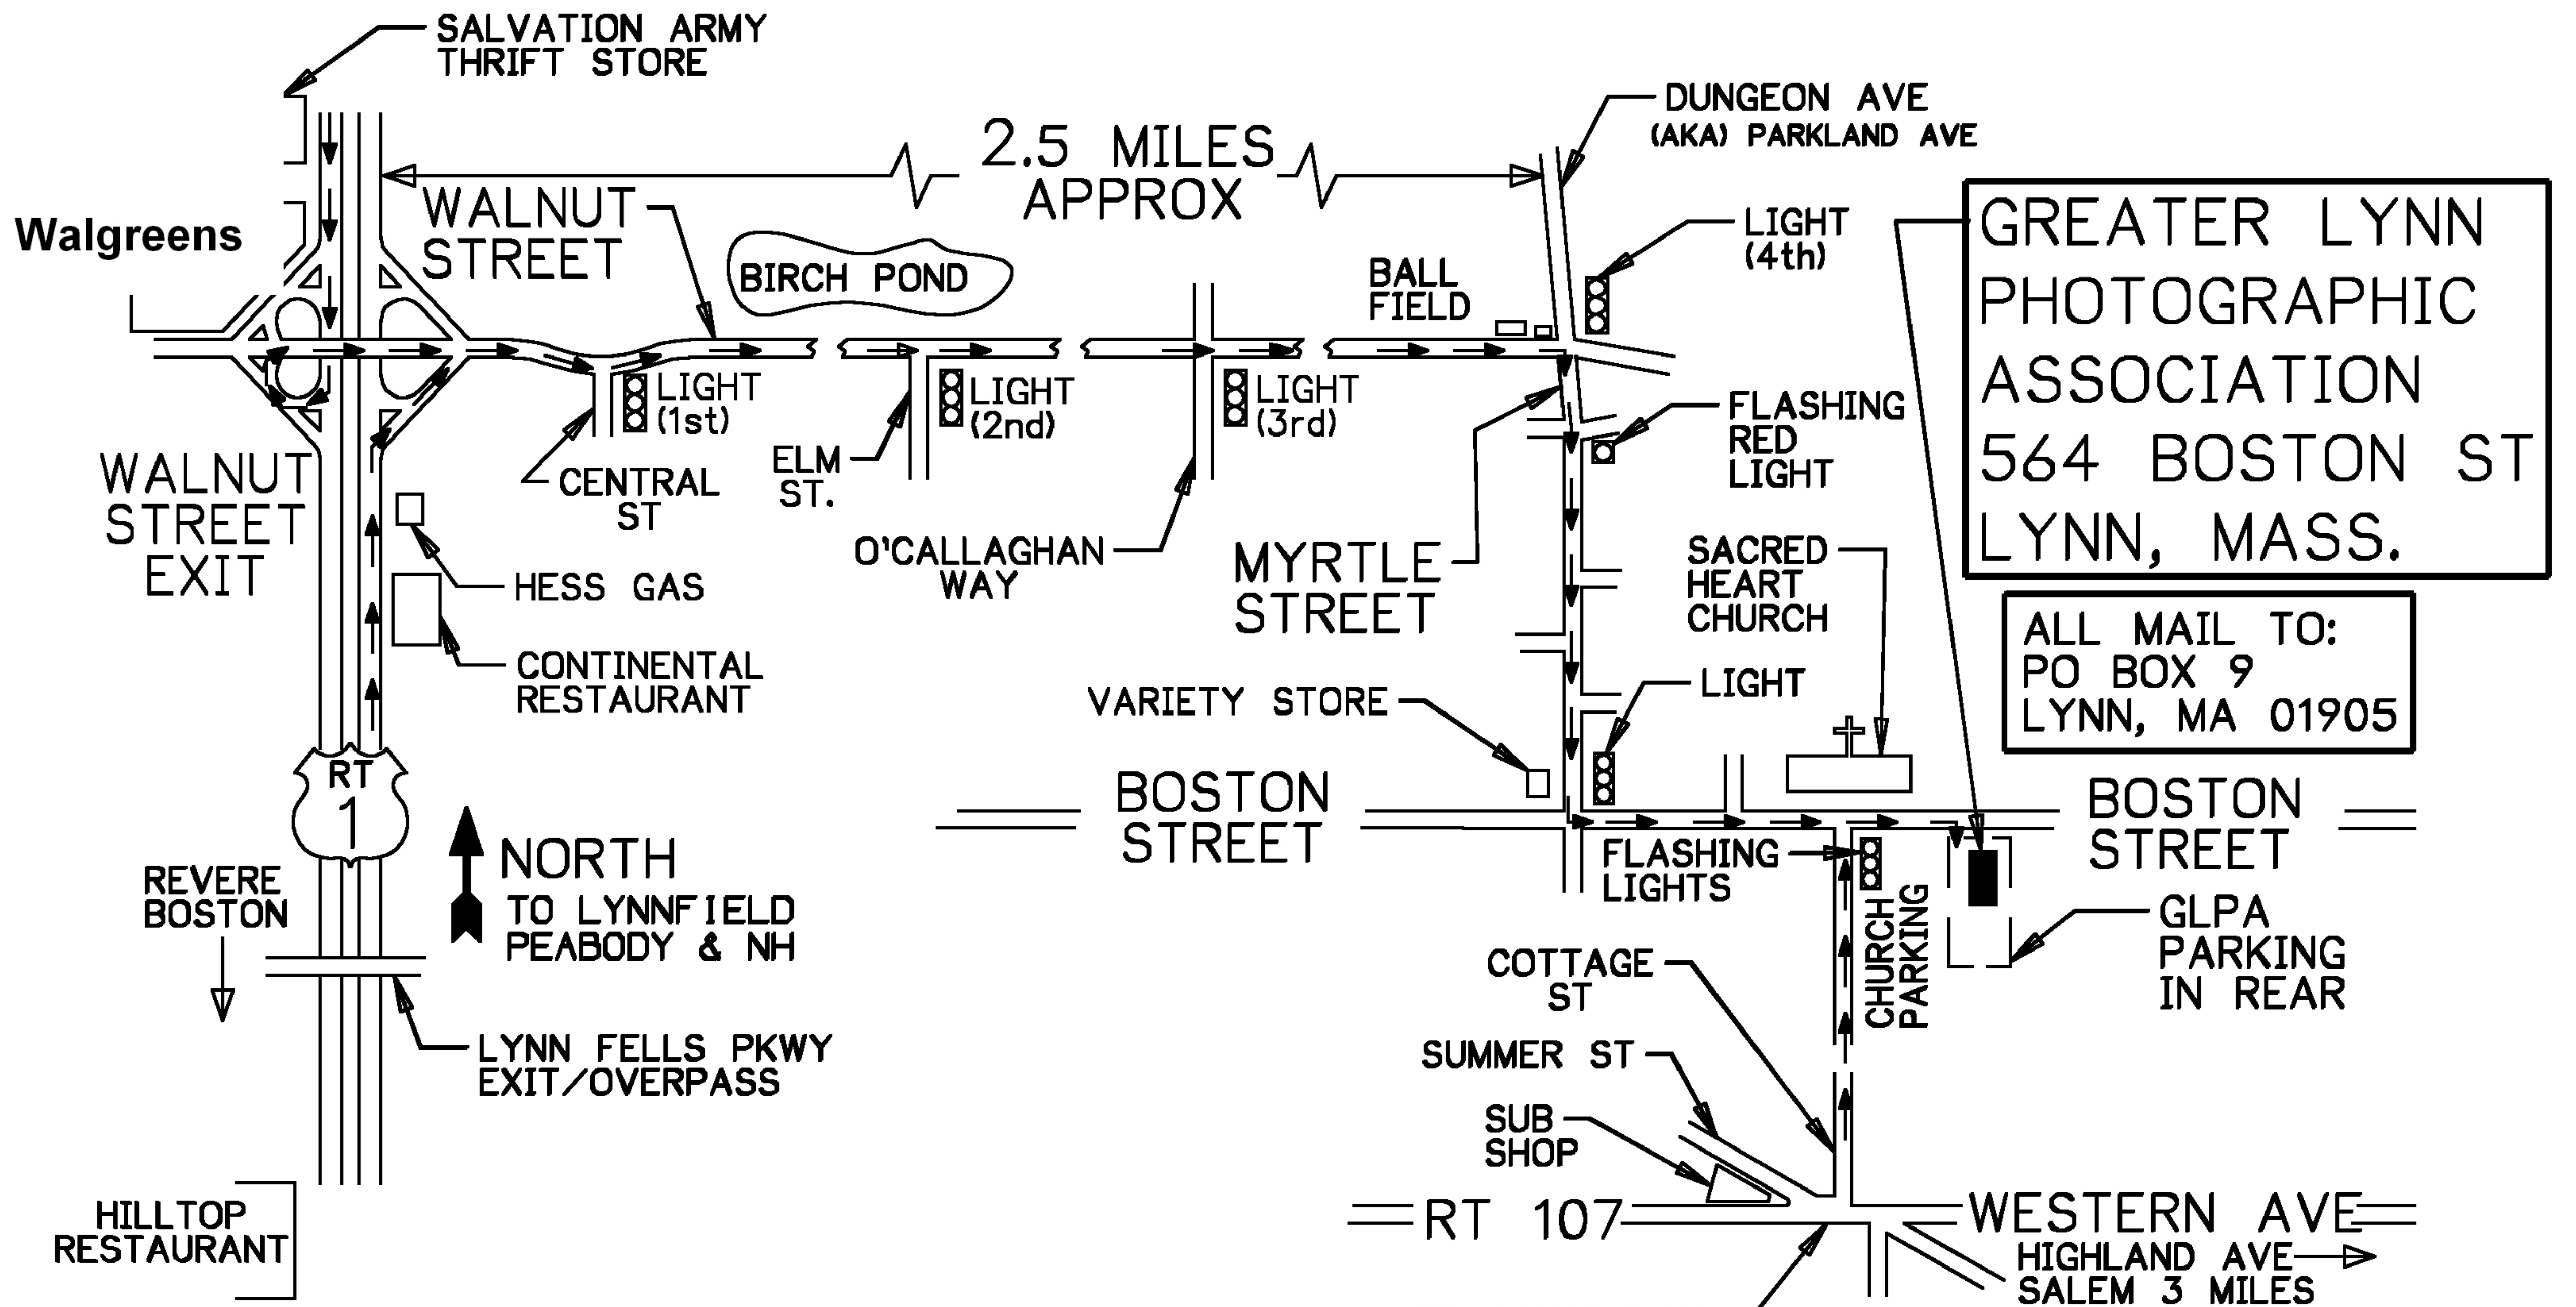 SALVATION ARMY
THRIFT STORE
DUNGEON AVE
(AKA) PARKLAND AVE
2.5 MILES
APPROX
WALNUT
STREET
Walgreens
BIRCH POND
BALL
FIELD
LIGHT
(4th)
GREATER LYNN
PHOTOGRAPHIC
ASSOCIATION
564 BOSTON ST
LYNN, MASS.
LIGHT
(1st)
LIGHT
(2nd)
LIGHT
(3rd)
FLASHING
RED
LIGHT
WALNUT
STREET
EXIT
CENTRAL
ST
ELM
ST.
O'CALLAGHAN
WAY
MYRTLE
STREET
SACRED
HEART
CHURCH
HESS GAS
ALL MAIL TO:
PO BOX 9
LYNN, MA 01905
CONTINENTAL
RESTAURANT
VARIETY STORE
LIGHT
RT
1
BOSTON
STREET
BOSTON
STREET
NORTH
TO LYNNFIELD
PEABODY & NH
REVERE
BOSTON
FLASHING
LIGHTS
CHURCH
PARKING
GLPA
PARKING
IN REAR
COTTAGE
ST
LYNN FELLS PKWY
EXIT/OVERPASS
SUMMER ST
SUB
SHOP
HILLTOP
RESTAURANT
RT 107
WESTERN AVE
HIGHLAND AVE
SALEM 3 MILES